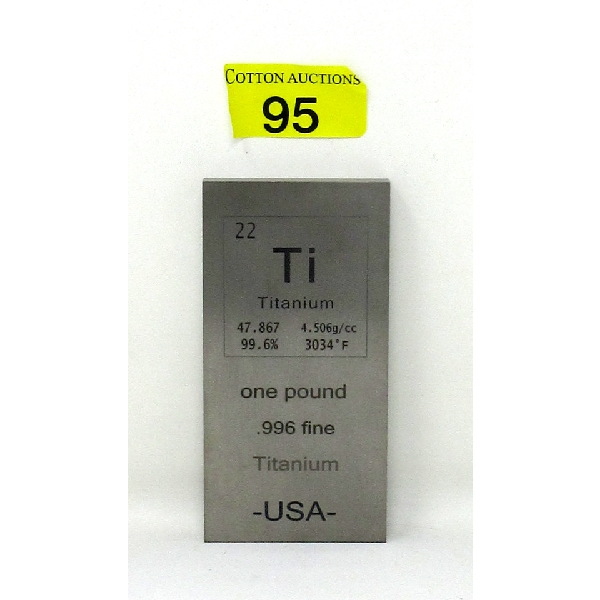 COTTON AUCTIONS
95
22
Ti
Titanium
47.867 4.506g/cc
99.6% 3034°F
one pound
.996 fine
Titanium
-USA-